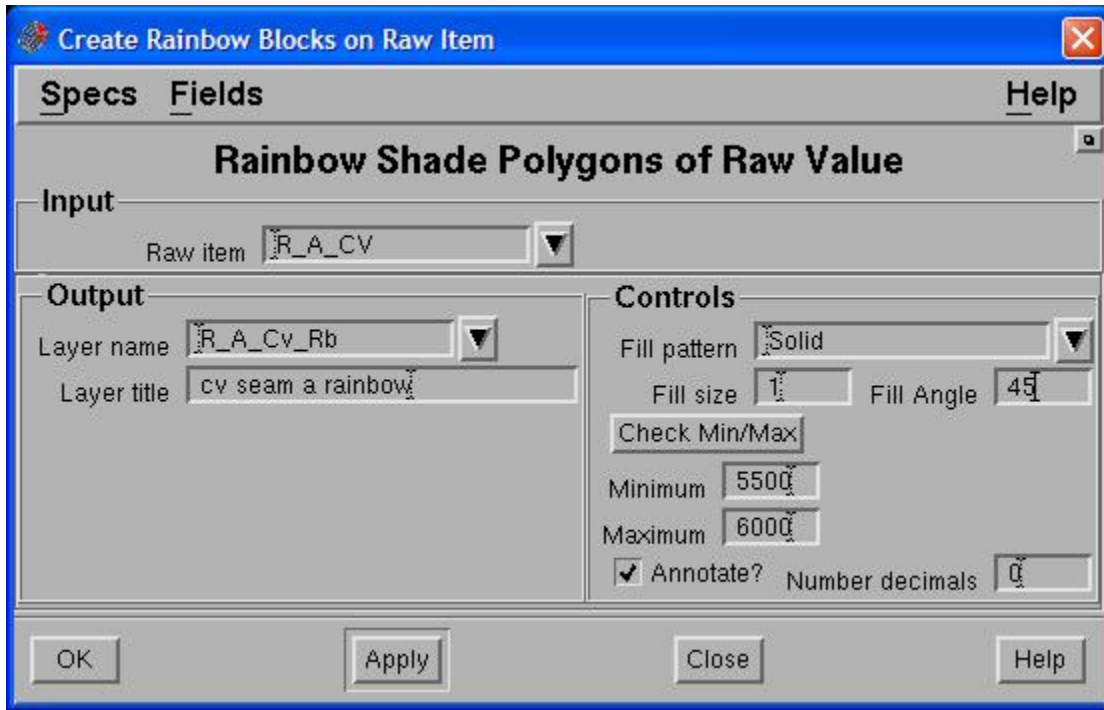 Create Rainbow Blocks on Raw Item
Specs Fields Help
Rainbow Shade Polygons of Raw Value
Input
Raw item R_A_CV
Output
Layer name R_A_Cv_Rb
Layer title cv seam a rainbow
Controls
Fill pattern Solid
Fill size 1 Fill Angle 45
Check Min/Max
Minimum 5500
Maximum 6000
Annotate? Number decimals 0
OK Apply Close Help